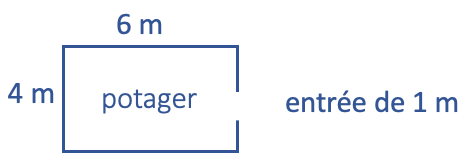 6 m
4 m
potager
entrée de 1 m